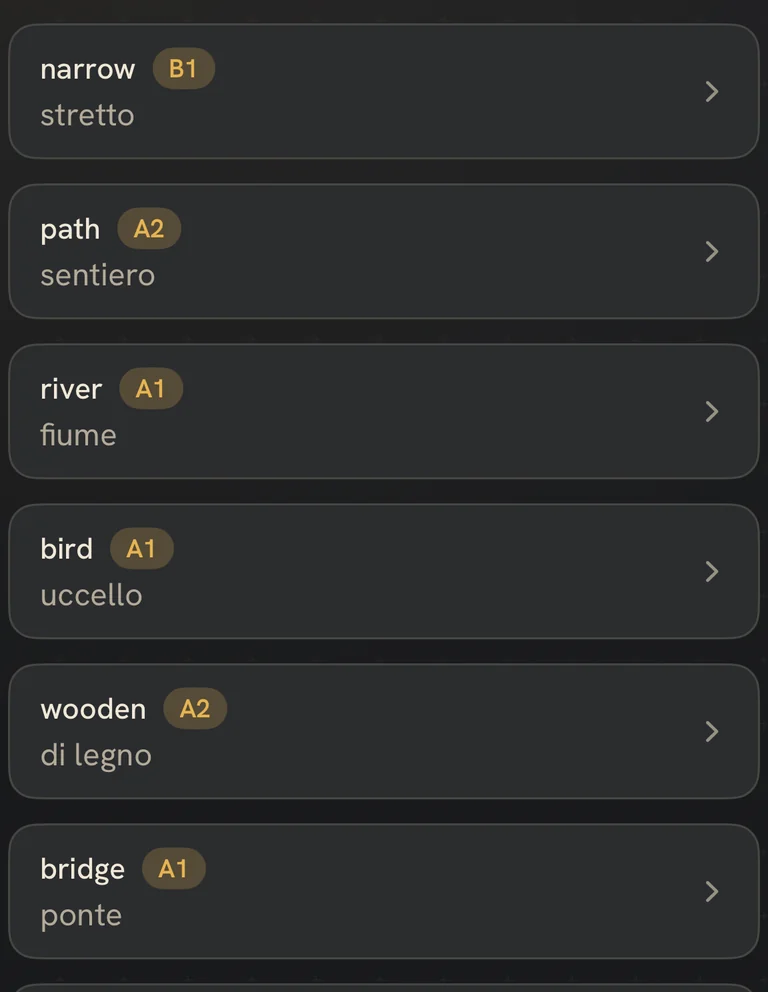 narrow B1
stretto
path A2
sentiero
river A1
fiume
bird A1
uccello
wooden A2
di legno
bridge A1
ponte